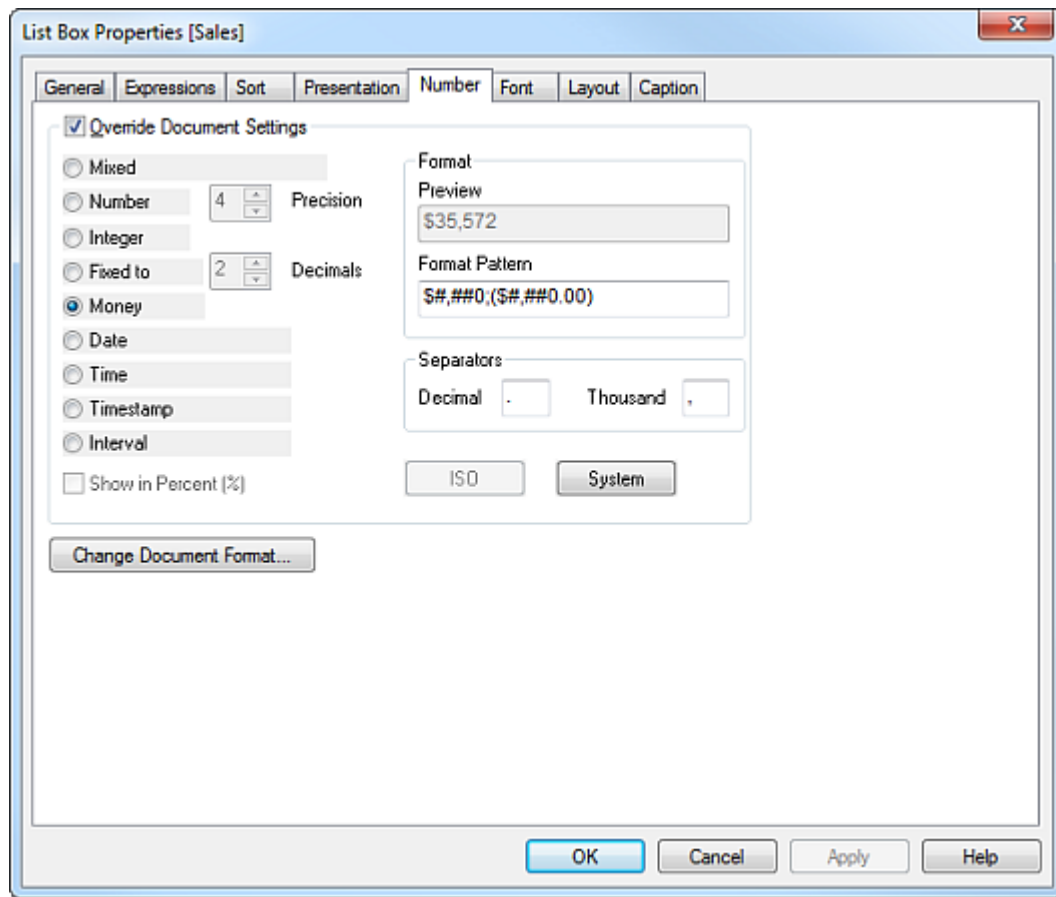 List Box Properties [Sales]
General Expressions Sort Presentation Number Font Layout Caption
Override Document Settings
Mixed
Number 4 Precision
Integer
Fixed to 2 Decimals
Money
Date
Time
Timestamp
Interval
Show in Percent (%)
Format
Preview
$35,572
Format Pattern
$#,##0;($#,##0.00)
Separators
Decimal . Thousand ,
ISO System
Change Document Format...
OK Cancel Apply Help